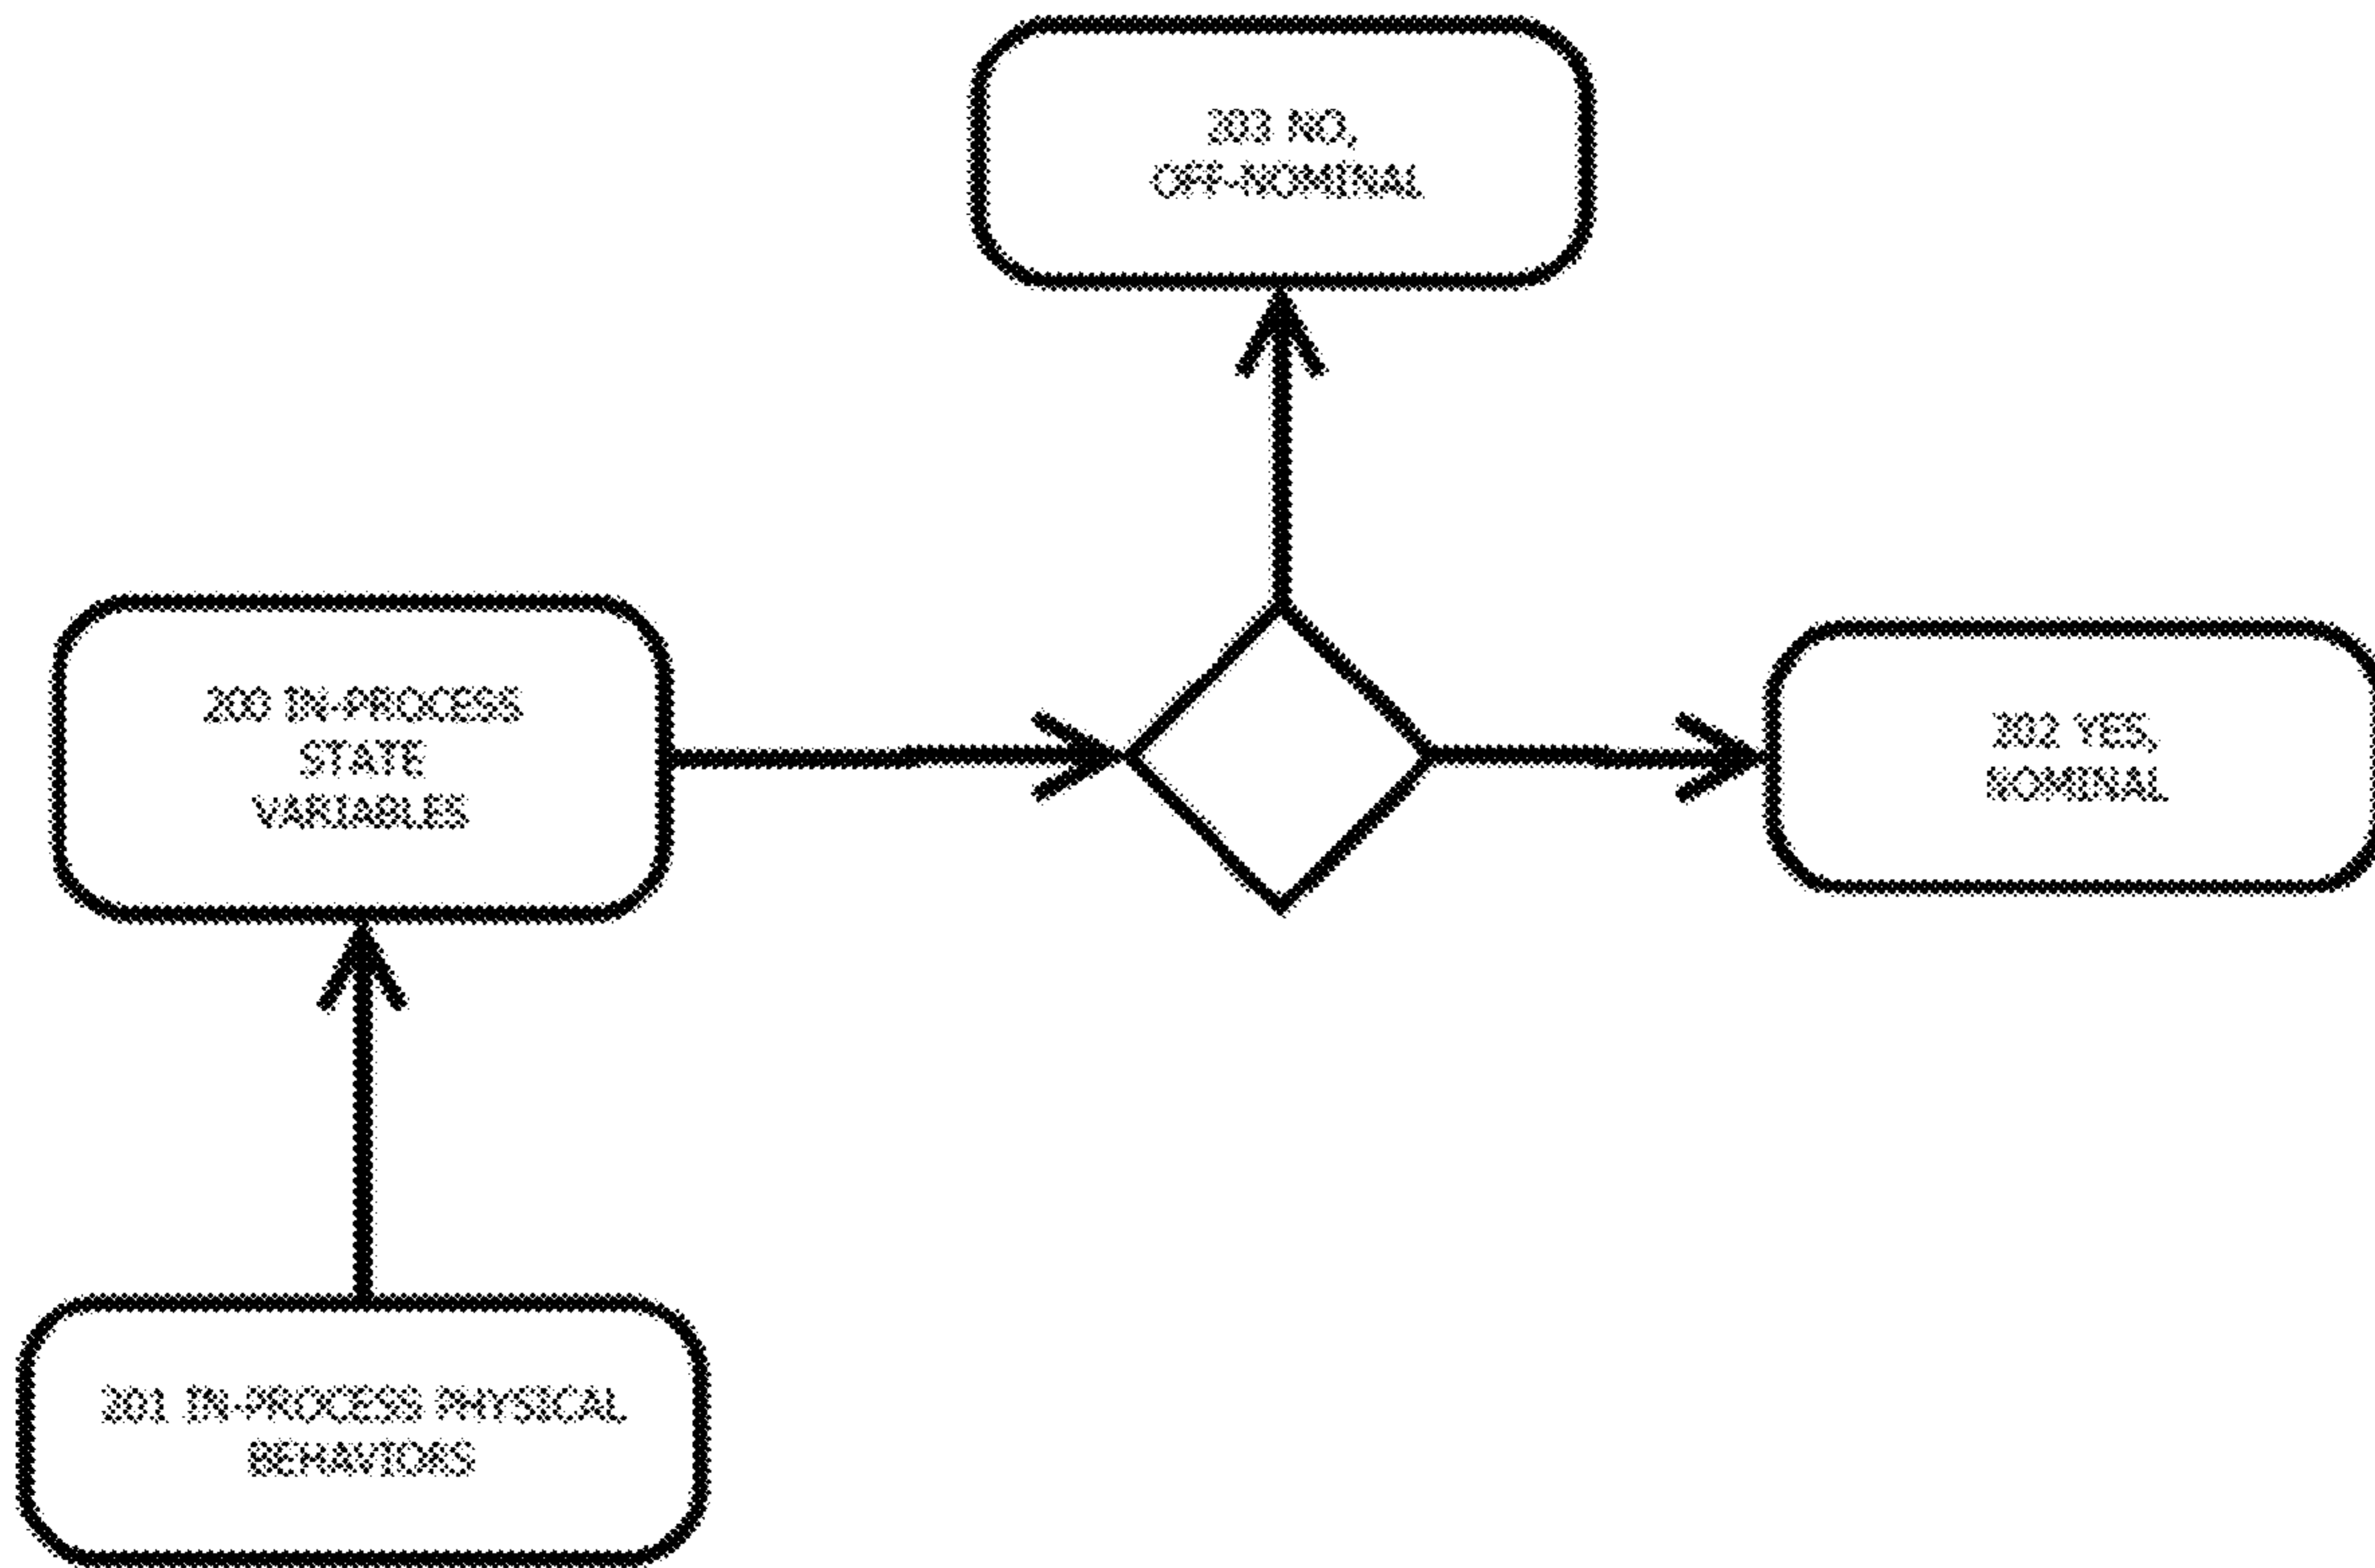 203 NO,
OFF-NOMINAL
200 IN-PROCESS
STATE
VARIABLES
202 YES,
NOMINAL
201 IN-PROCESS PHYSICAL
BEHAVIORS